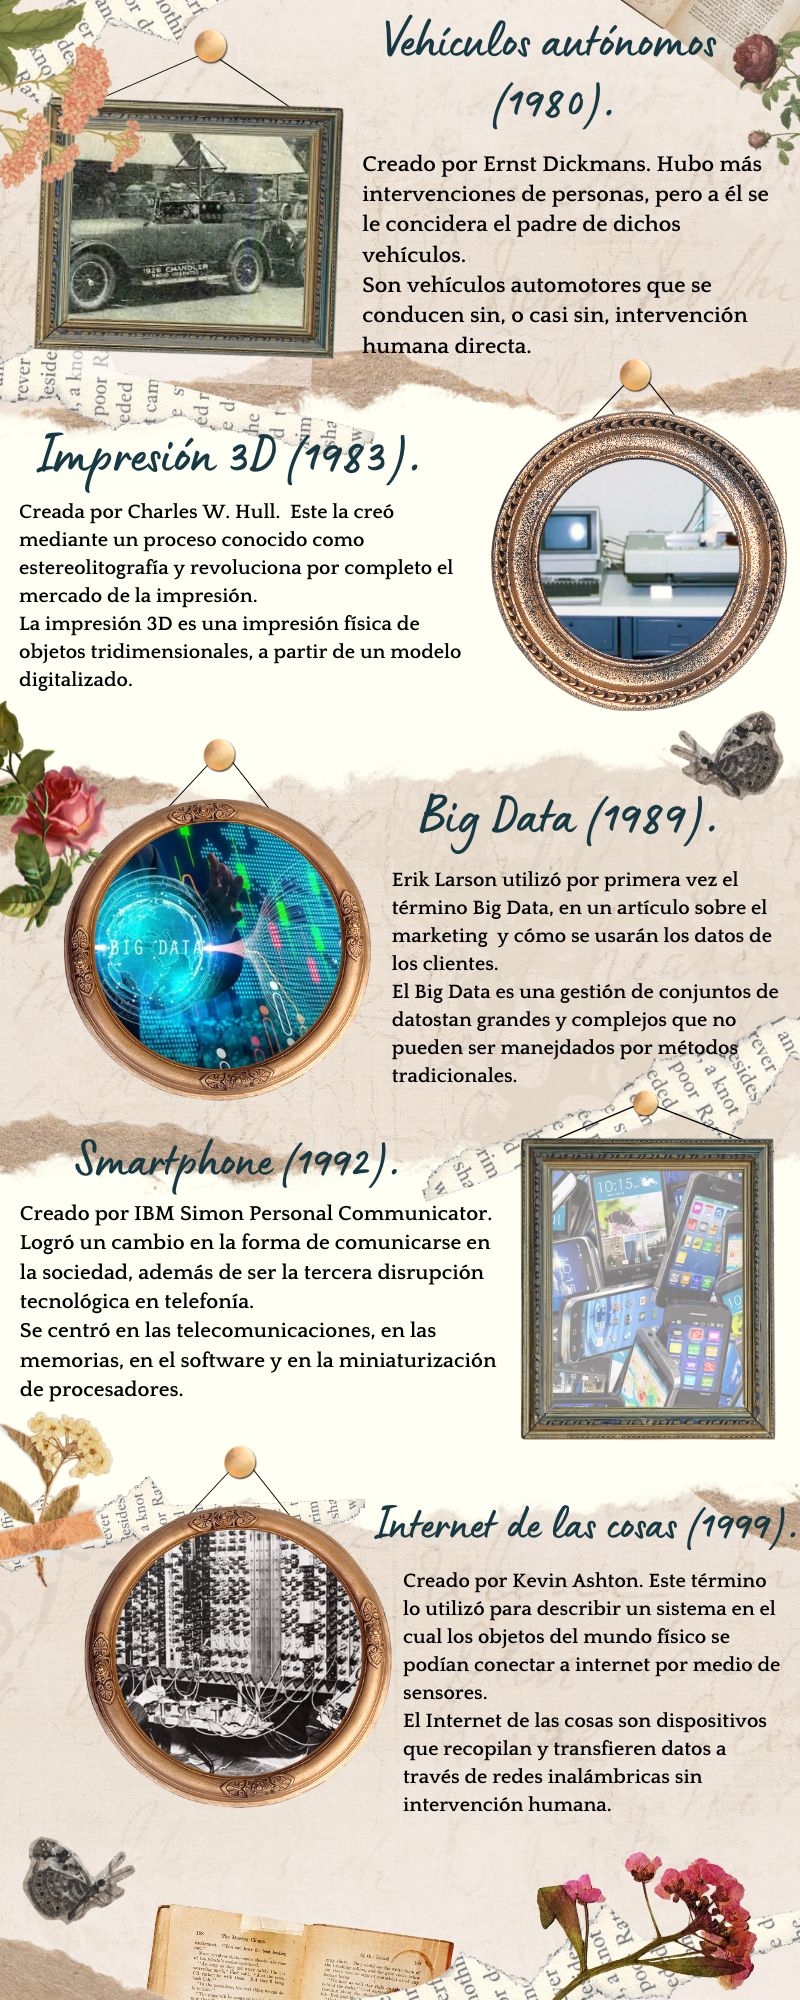 Vehículos autónomos
(1980).
Creado por Ernst Dickmans. Hubo más
intervenciones de personas, pero a él se
le concidera el padre de dichos
vehículos.
Son vehículos automotores que se
conducen sin, o casi sin, intervención
humana directa.
1926 CHANDLER
Impresión 3D (1983).
Creada por Charles W. Hull. Este la creó
mediante un proceso conocido como
estereolitografía y revoluciona por completo el
mercado de la impresión.
La impresión 3D es una impresión física de
objetos tridimensionales, a partir de un modelo
digitalizado.
Big Data (1989).
Erik Larson utilizó por primera vez el
término Big Data, en un artículo sobre el
marketing y cómo se usarán los datos de
los clientes.
El Big Data es una gestión de conjuntos de
datostan grandes y complejos que no
pueden ser manejdados por métodos
tradicionales.
BIG DATA
Smartphone (1992).
Creado por IBM Simon Personal Communicator.
Logró un cambio en la forma de comunicarse en
la sociedad, además de ser la tercera disrupción
tecnológica en telefonía.
Se centró en las telecomunicaciones, en las
memorias, en el software y en la miniaturización
de procesadores.
10:15
Internet de las cosas (1999).
Creado por Kevin Ashton. Este término
lo utilizó para describir un sistema en el
cual los objetos del mundo físico se
podían conectar a internet por medio de
sensores.
El Internet de las cosas son dispositivos
que recopilan y transfieren datos a
través de redes inalámbricas sin
intervención humana.